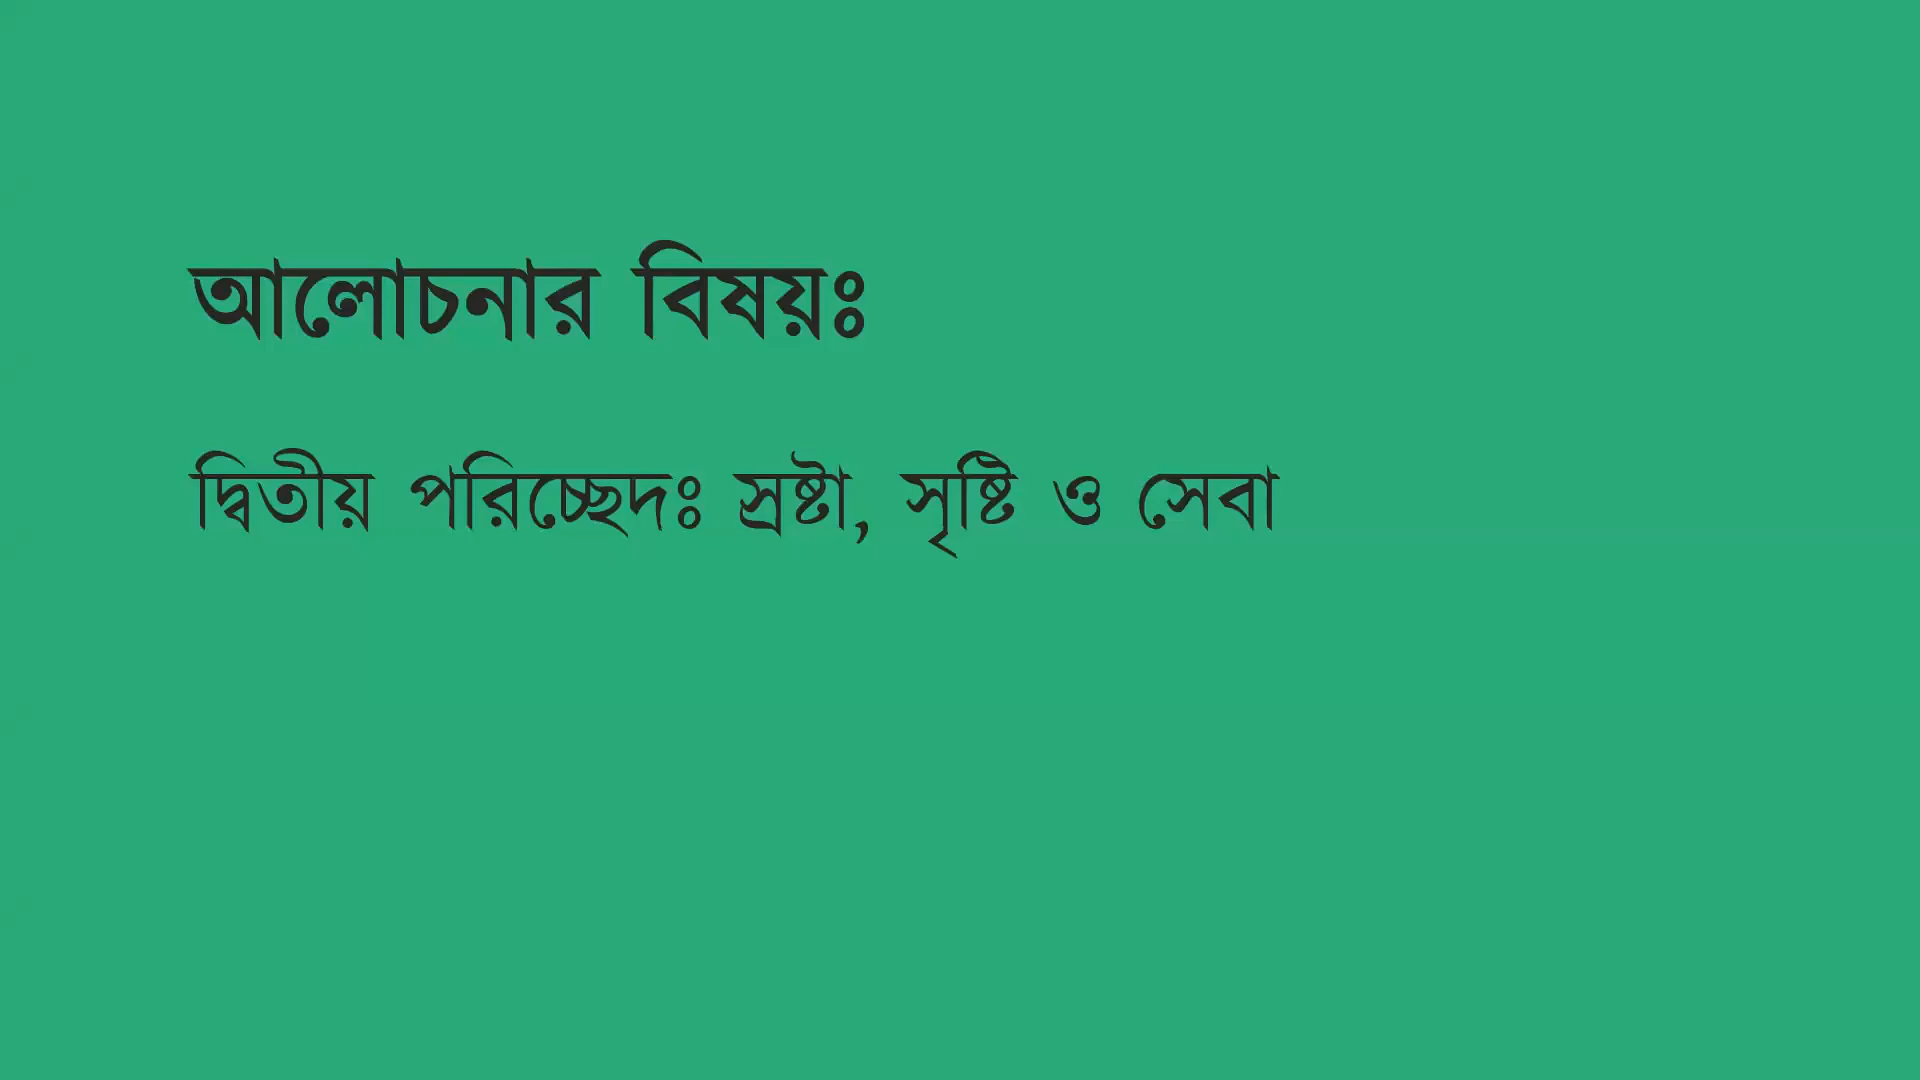 আলোচনার বিষয়ঃ
দ্বিতীয় পরিচ্ছেদঃ স্রষ্টা, সৃষ্টি ও সেবা